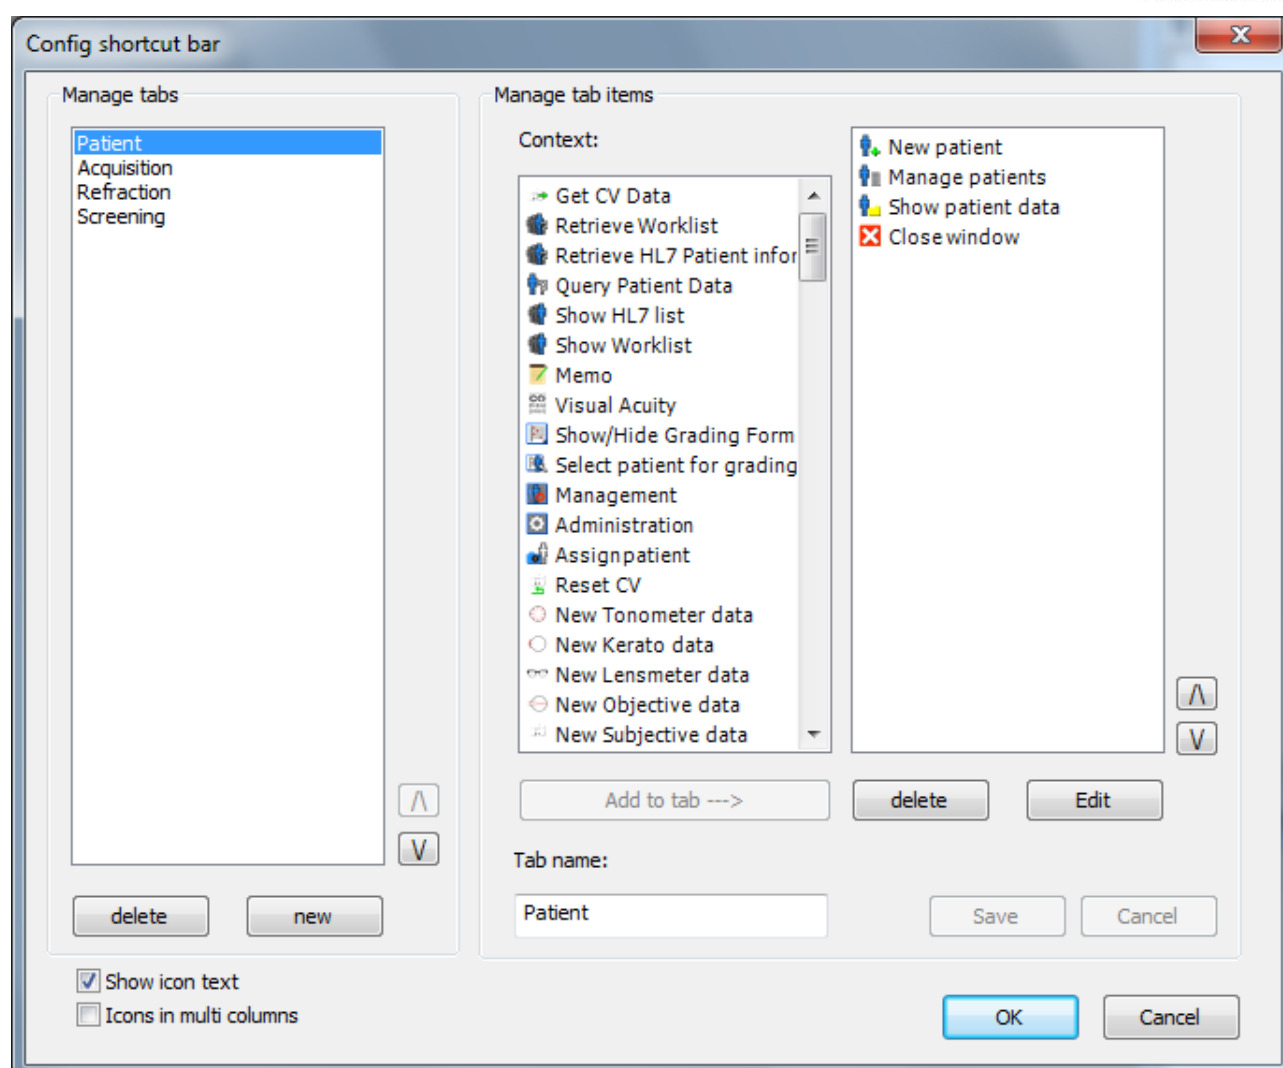 Config shortcut bar
Manage tabs
Patient
Acquisition
Refraction
Screening
/\
V
delete
new
Manage tab items
Context:
Get CV Data
Retrieve Worklist
Retrieve HL7 Patient infor
Query Patient Data
Show HL7 list
Show Worklist
Memo
Visual Acuity
Show/Hide Grading Form
Select patient for grading
Management
Administration
Assign patient
Reset CV
New Tonometer data
New Kerato data
New Lensmeter data
New Objective data
New Subjective data
New patient
Manage patients
Show patient data
Close window
/\
V
Add to tab --->
delete
Edit
Tab name:
Patient
Save
Cancel
Show icon text
Icons in multi columns
OK
Cancel